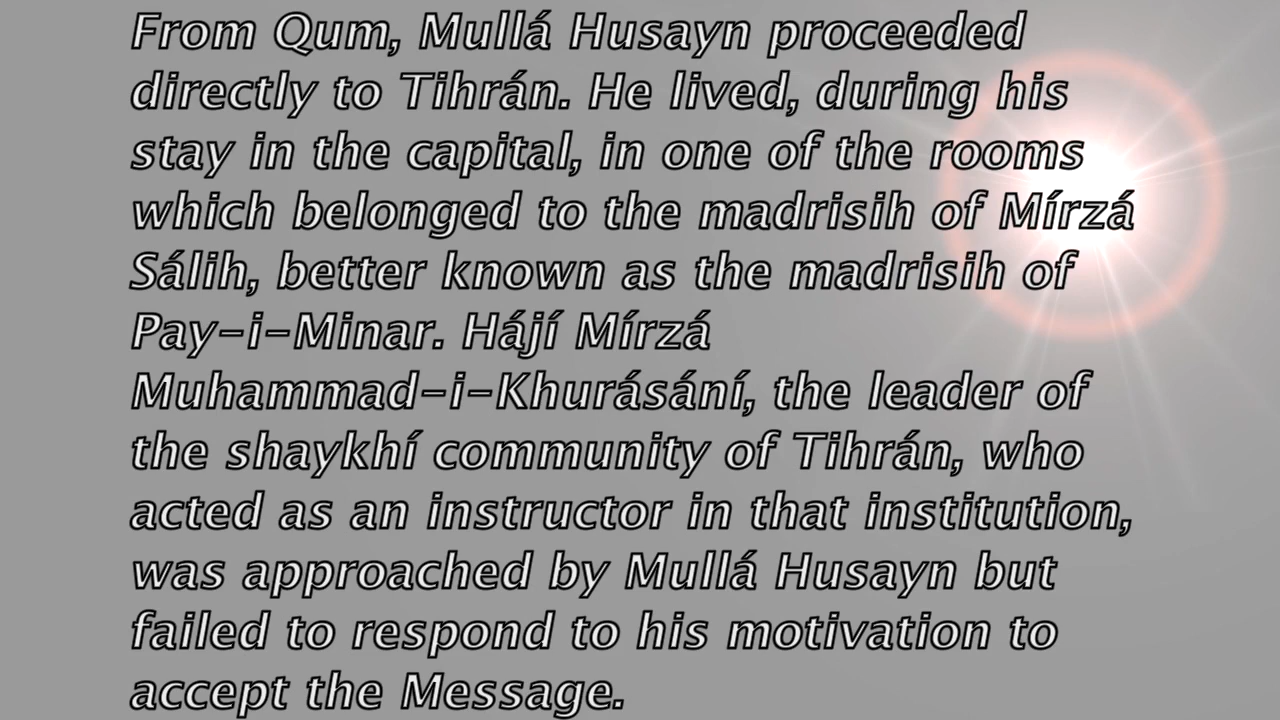 From Qum, Mullá Husayn proceeded
directly to Tihrán. He lived, during his
stay in the capital, in one of the rooms
which belonged to the madrisih of Mírzá
Sálih, better known as the madrisih of
Pay-i-Minar. Hájí Mírzá
Muhammad-i-Khurásání, the leader of
the shaykhí community of Tihrán, who
acted as an instructor in that institution,
was approached by Mullá Husayn but
failed to respond to his motivation to
accept the Message.